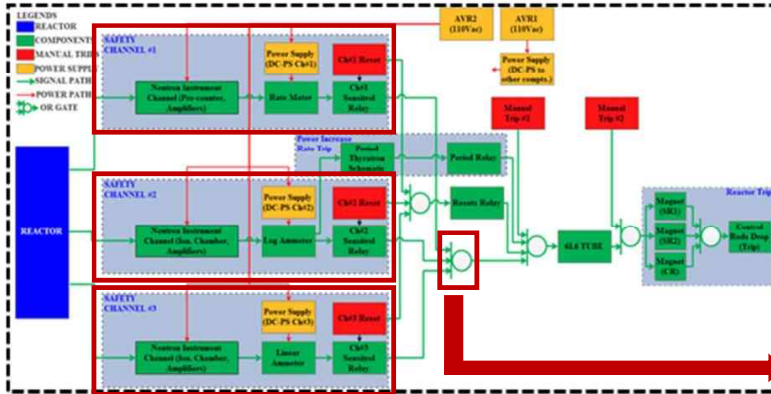 LEGENDS
REACTOR
COMPONENTS
MANUAL TRIPS
POWER SUPPLY
SIGNAL PATH
POWER PATH
OR GATE
SAFETY
CHANNEL #1
Neutron Instrument
Channel (Pre-counter,
Amplifiers)
Power Supply
(DC-PS Ch#1)
Rate Meter
Ch#1 Reset
Ch#1
Sensitrol
Relay
AVR2
(110Vac)
AVR1
(110Vac)
Power Supply
(DC-PS to
other compts.)
Manual
Trip #1
Manual
Trip #2
Power Increase
Rate Trip
Period
Thyratron
Schematic
Period Relay
REACTOR
SAFETY
CHANNEL #2
Neutron Instrument
Channel (Ion. Chamber,
Amplifiers)
Power Supply
(DC-PS Ch#2)
Log Ammeter
Ch#2 Reset
Ch#2
Sensitrol
Relay
Resets Relay
6L6 TUBE
Reactor Trip
Magnet
(SR1)
Magnet
(SR2)
Magnet
(CR)
Control
Rods Drop
(Trip)
SAFETY
CHANNEL #3
Neutron Instrument
Channel (Ion. Chamber,
Amplifiers)
Power Supply
(DC-PS Ch#3)
Linear
Ammeter
Ch#3 Reset
Ch#3
Sensitrol
Relay